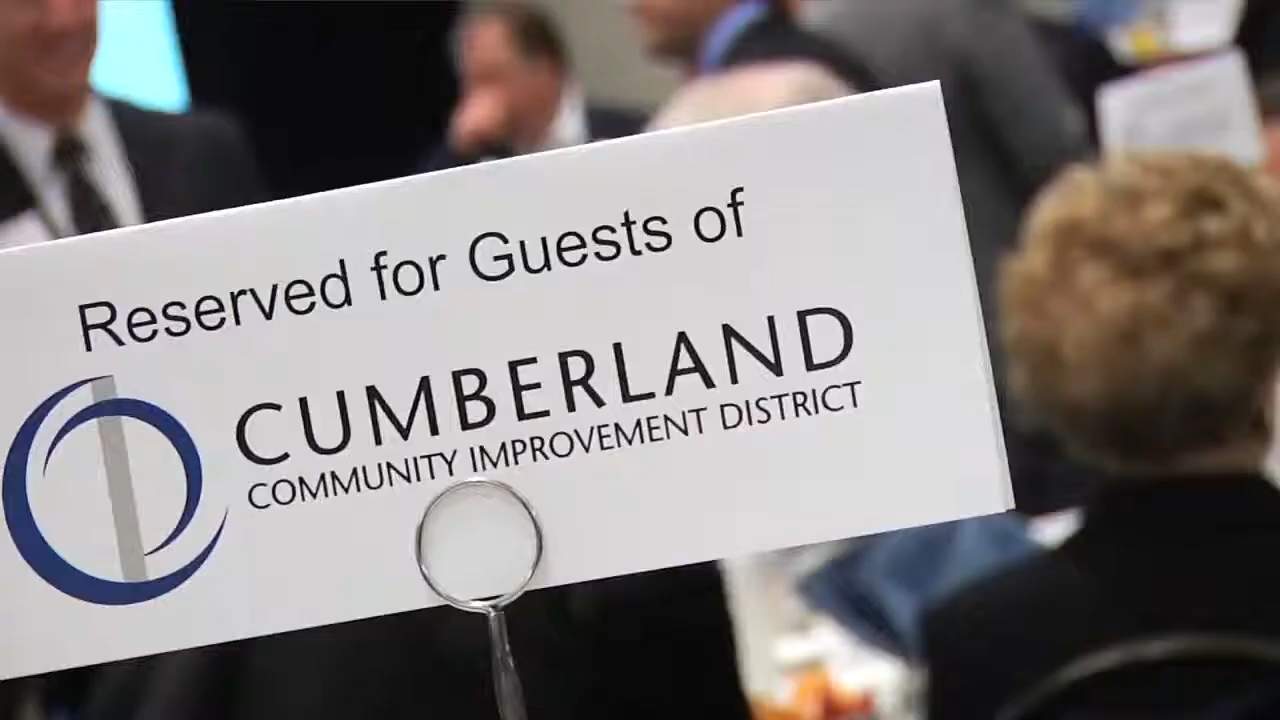 Reserved for Guests of
CUMBERLAND
COMMUNITY IMPROVEMENT DISTRICT